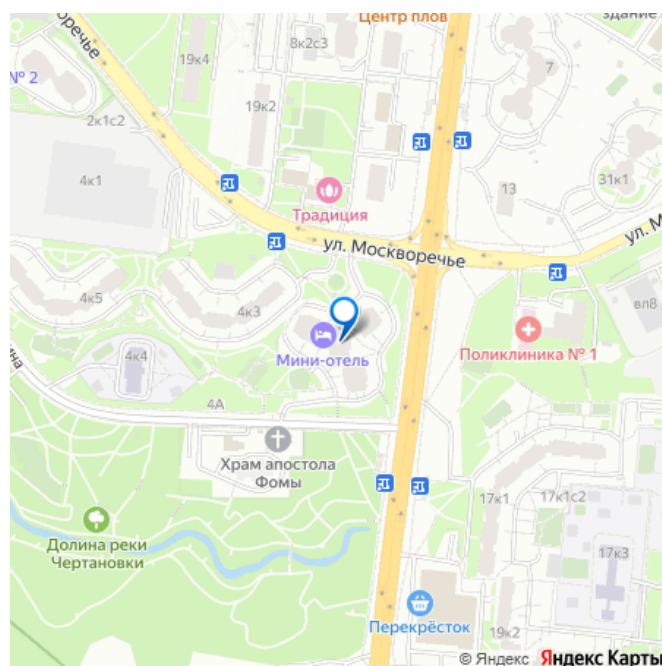 Центр плов
здание
8к2с3
19к4
7
№ 2
воречье
2к1с2
19к2
4к1
13
31к1
Традиция
ул. Москворечье
ул. М
4к5
4к3
вл8
Мини-отель
4к4
Поликлиника № 1
ина
4А
Храм апостола
Фомы
17к1
17к1с2
Долина реки
Чертановки
17к3
Перекрёсток
19к2
© Яндекс Яндекс Карты